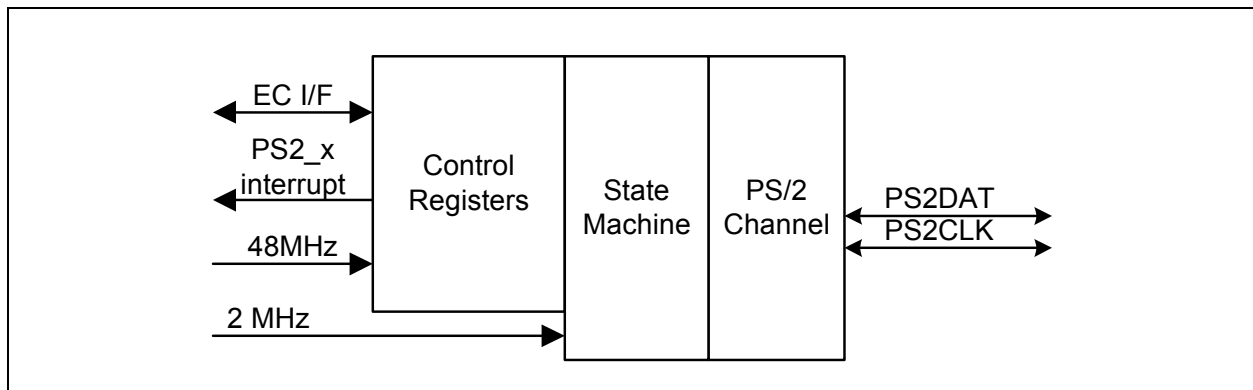 EC I/F
PS2_x
interrupt
48MHz
2 MHz
Control
Registers
State
Machine
PS/2
Channel
PS2DAT
PS2CLK